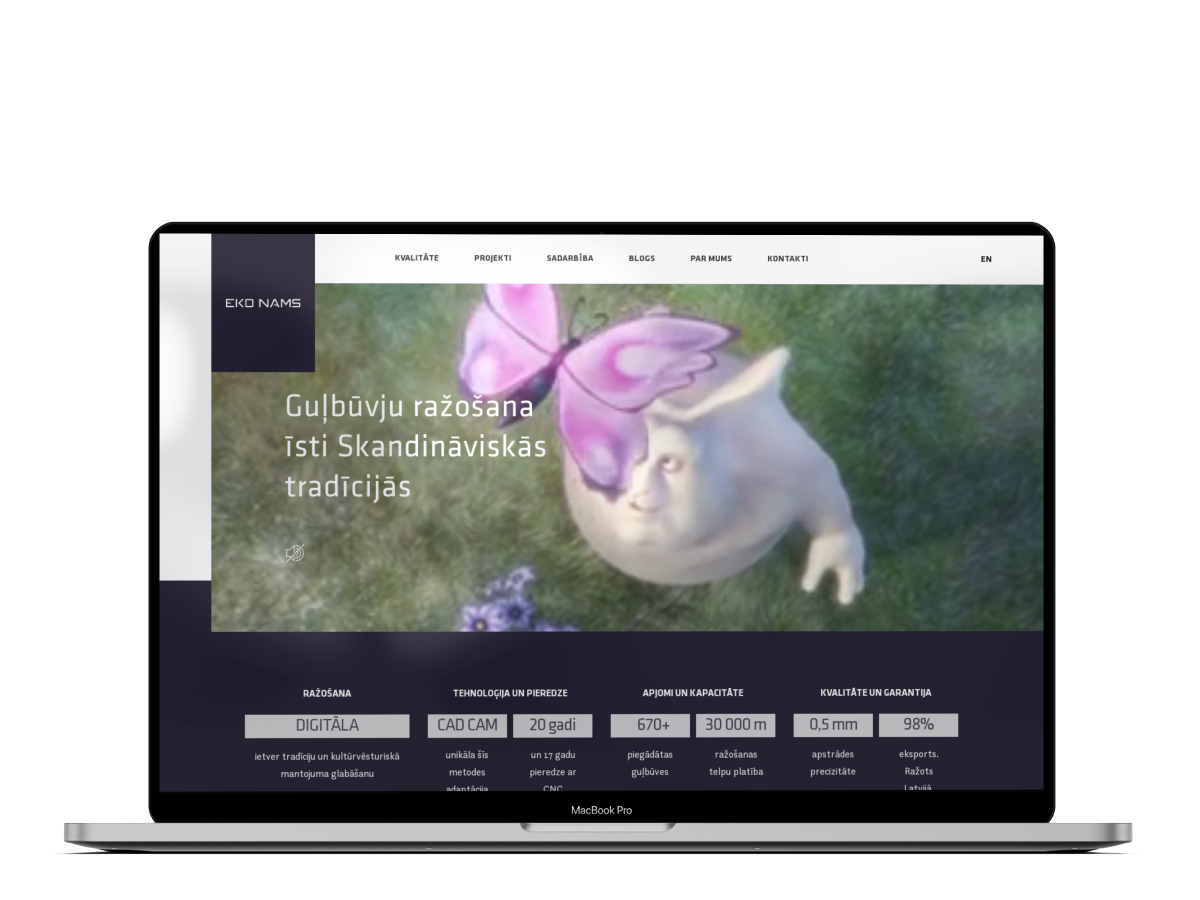 KVALITĀTE PROJEKTI SADARBĪBA BLOGS PAR MUMS KONTAKTI EN
EKO NAMS
Guļbūvju ražošana
īsti Skandināviskās
tradīcijās
RAŽOŠANA
DIGITĀLA
ietver tradīciju un kultūrvēsturiskā
mantojuma glabāšanu
TEHNOLOĢIJA UN PIEREDZE
CAD CAM
unikāla šīs
metodes
adaptācija
20 gadi
un 17 gadu
pieredze ar
CNC
APJOMI UN KAPACITĀTE
670+
piegādātas
guļbūves
30 000 m
ražošanas
telpu platība
KVALITĀTE UN GARANTIJA
0,5 mm
apstrādes
precizitāte
98%
eksports.
Ražots
Latvijā
MacBook Pro